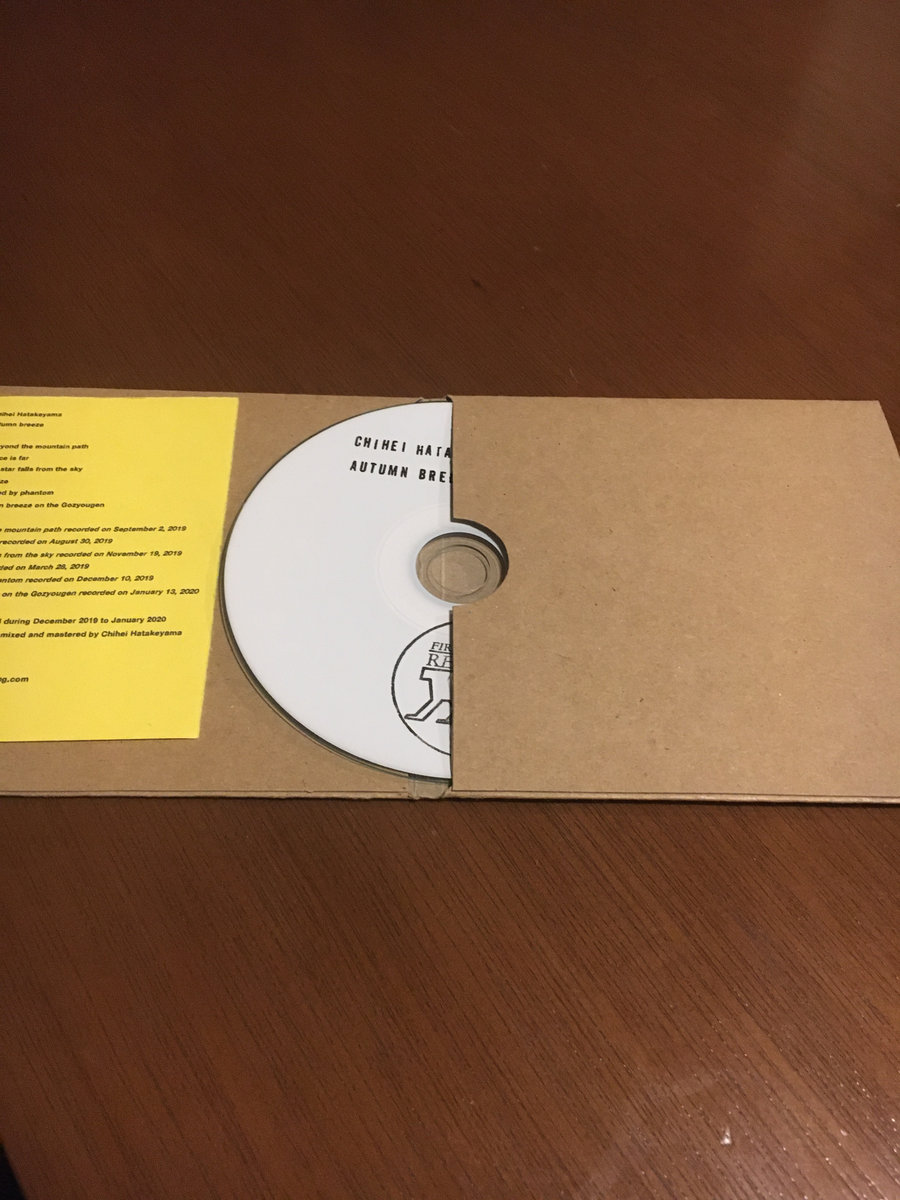 hihei Hatakeyama
tumn breeze
yond the mountain path
ce is far
star falls from the sky
ze
ed by phantom
n breeze on the Gozyougen
e mountain path recorded on September 2, 2019
recorded on August 30, 2019
s from the sky recorded on November 19, 2019
ded on March 28, 2019
antom recorded on December 10, 2019
on the Gozyougen recorded on January 13, 2020
d during December 2019 to January 2020
mixed and mastered by Chihei Hatakeyama
ng.com
CHIHEI HATA
AUTUMN BREE
FIR
RE